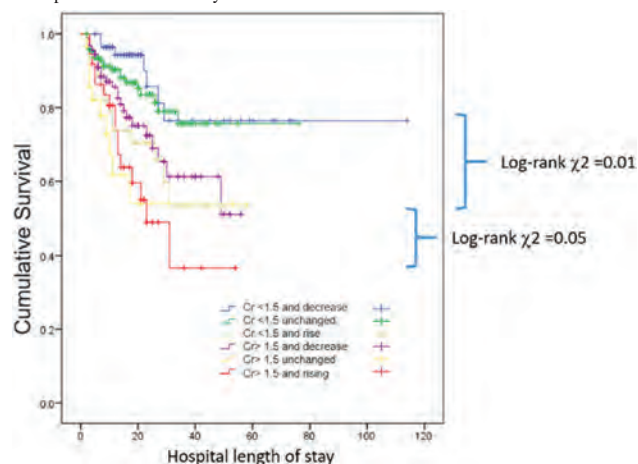 1.0
0.8
0.6
0.4
0.2
0.0
Cumulative Survival
Log-rank χ2 =0.01
Log-rank χ2 =0.05
Cr <1.5 and decrease
Cr <1.5 unchanged.
Cr <1.5 and rise
Cr> 1.5 and decrease
Cr> 1.5 unchanged
Cr> 1.5 and rising
0 20 40 60 80 100 120
Hospital length of stay